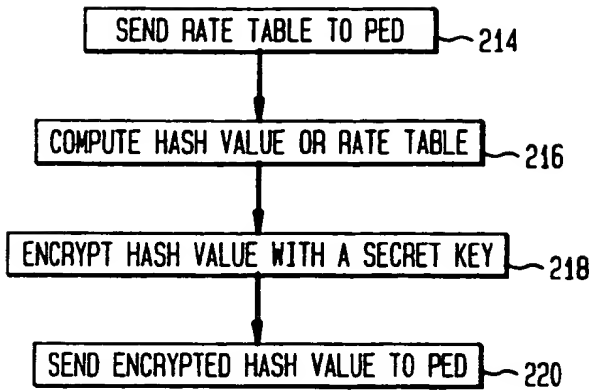 SEND RATE TABLE TO PED
214
COMPUTE HASH VALUE OR RATE TABLE
216
ENCRYPT HASH VALUE WITH A SECRET KEY
218
SEND ENCRYPTED HASH VALUE TO PED
220